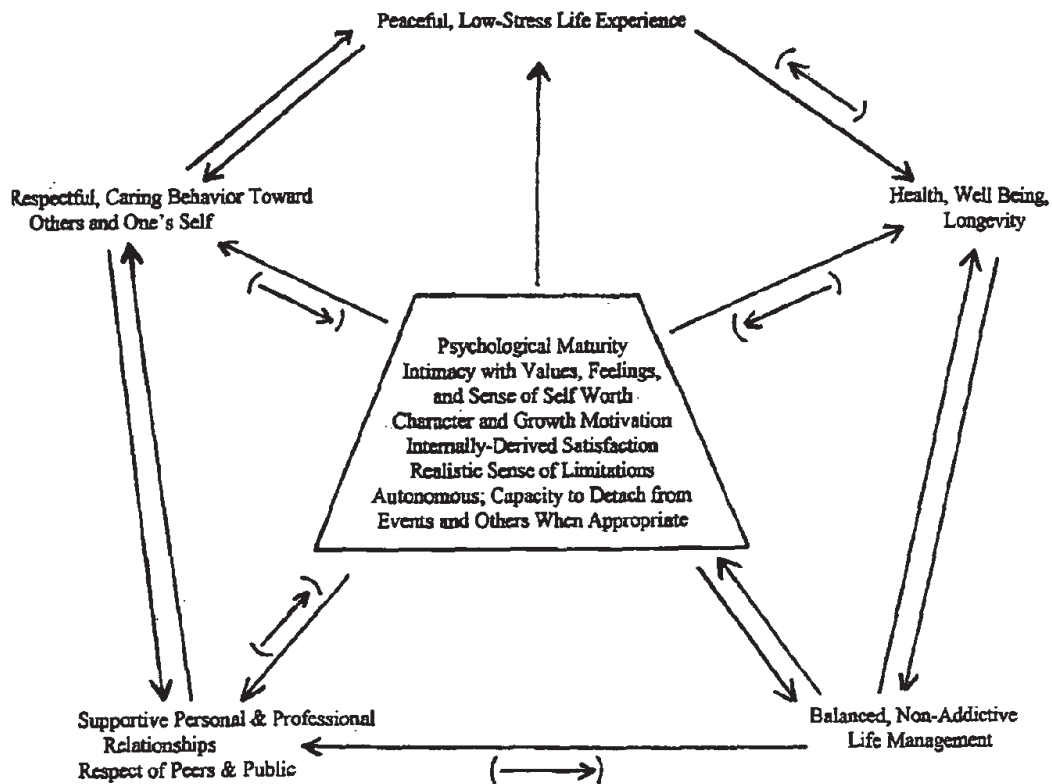 Peaceful, Low-Stress Life Experience
Respectful, Caring Behavior Toward
Others and One's Self
Health, Well Being,
Longevity
Psychological Maturity
Intimacy with Values, Feelings,
and Sense of Self Worth
Character and Growth Motivation
Internally-Derived Satisfaction
Realistic Sense of Limitations
Autonomous; Capacity to Detach from
Events and Others When Appropriate
Supportive Personal & Professional
Relationships
Respect of Peers & Public
Balanced, Non-Addictive
Life Management